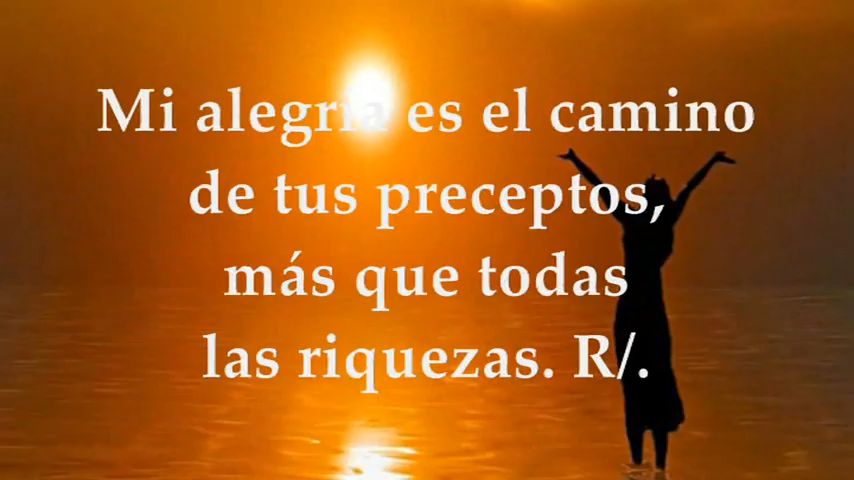 Mi alegría es el camino
de tus preceptos,
más que todas
las riquezas. R/.